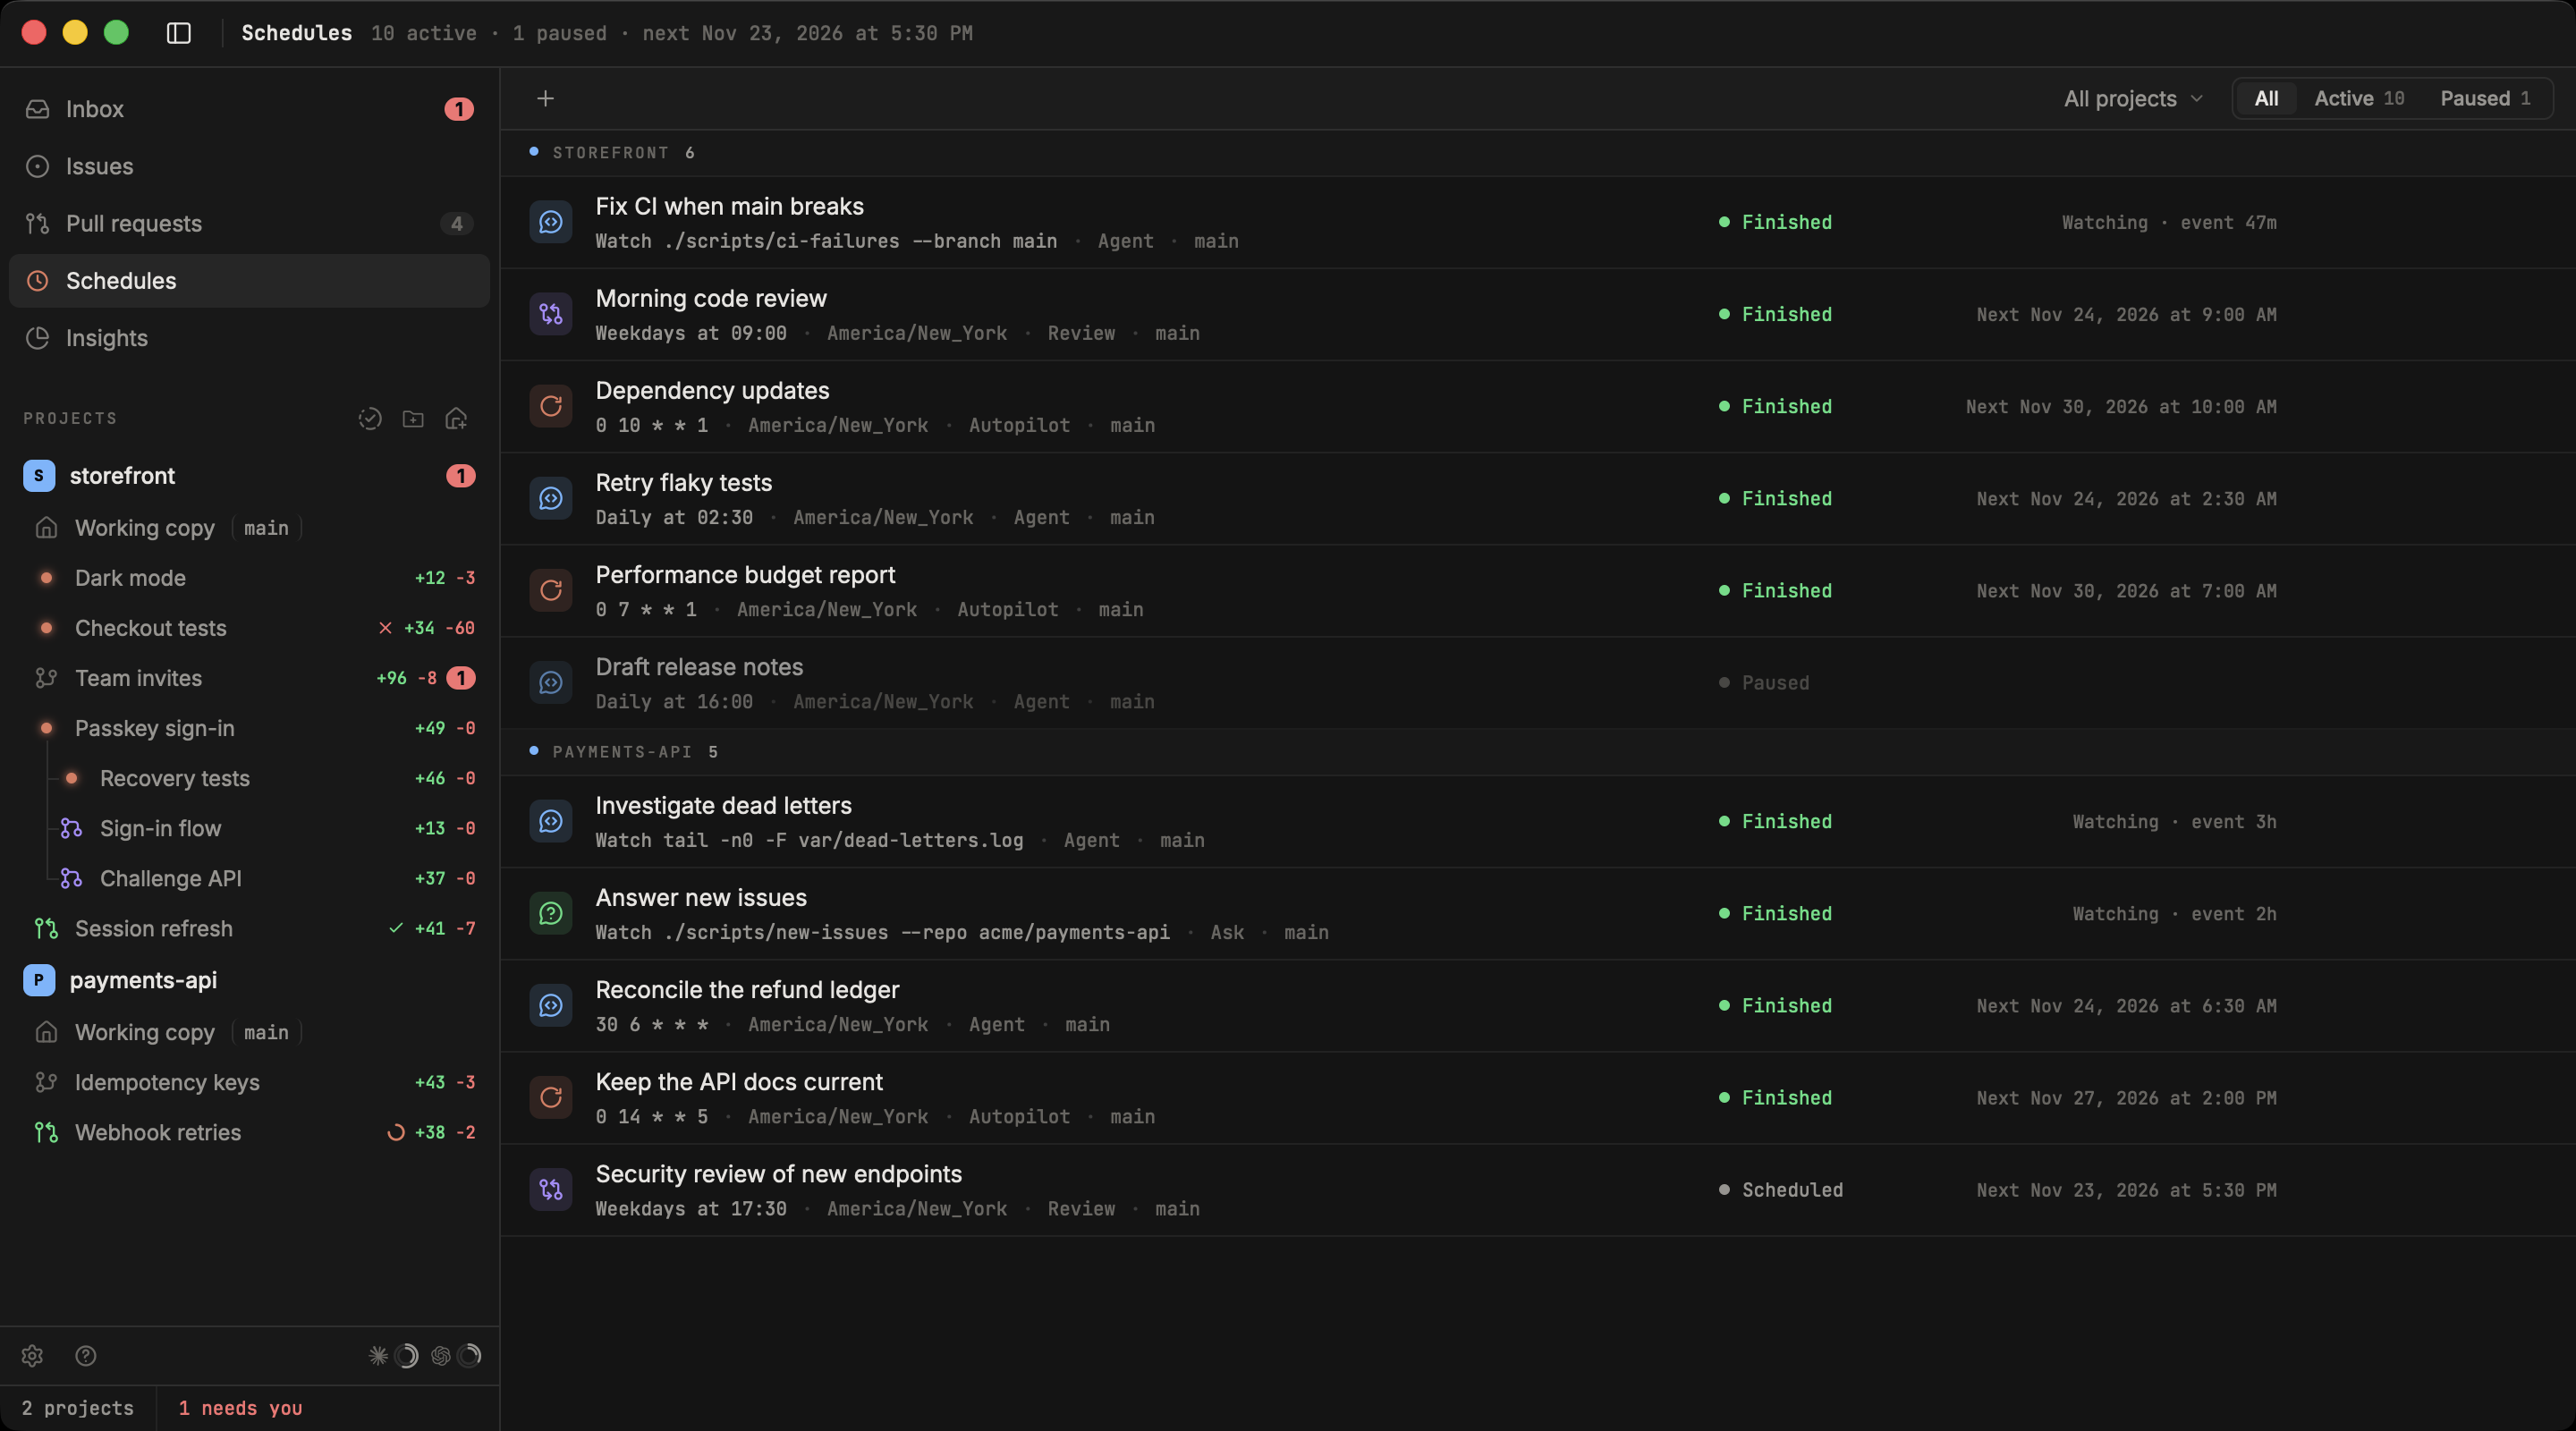 Schedules 10 active · 1 paused · next Nov 23, 2026 at 5:30 PM
Inbox 1
Issues
Pull requests 4
Schedules
Insights
PROJECTS
S storefront 1
Working copy main
Dark mode +12 -3
Checkout tests +34 -60
Team invites +96 -8 1
Passkey sign-in +49 -0
Recovery tests +46 -0
Sign-in flow +13 -0
Challenge API +37 -0
Session refresh +41 -7
P payments-api
Working copy main
Idempotency keys +43 -3
Webhook retries +38 -2
2 projects 1 needs you
All projects All Active 10 Paused 1
STOREFRONT 6
Fix CI when main breaks
Watch ./scripts/ci-failures --branch main · Agent · main
Finished Watching · event 47m
Morning code review
Weekdays at 09:00 · America/New_York · Review · main
Finished Next Nov 24, 2026 at 9:00 AM
Dependency updates
0 10 * * 1 · America/New_York · Autopilot · main
Finished Next Nov 30, 2026 at 10:00 AM
Retry flaky tests
Daily at 02:30 · America/New_York · Agent · main
Finished Next Nov 24, 2026 at 2:30 AM
Performance budget report
0 7 * * 1 · America/New_York · Autopilot · main
Finished Next Nov 30, 2026 at 7:00 AM
Draft release notes
Daily at 16:00 · America/New_York · Agent · main
Paused
PAYMENTS-API 5
Investigate dead letters
Watch tail -n0 -F var/dead-letters.log · Agent · main
Finished Watching · event 3h
Answer new issues
Watch ./scripts/new-issues --repo acme/payments-api · Ask · main
Finished Watching · event 2h
Reconcile the refund ledger
30 6 * * * · America/New_York · Agent · main
Finished Next Nov 24, 2026 at 6:30 AM
Keep the API docs current
0 14 * * 5 · America/New_York · Autopilot · main
Finished Next Nov 27, 2026 at 2:00 PM
Security review of new endpoints
Weekdays at 17:30 · America/New_York · Review · main
Scheduled Next Nov 23, 2026 at 5:30 PM